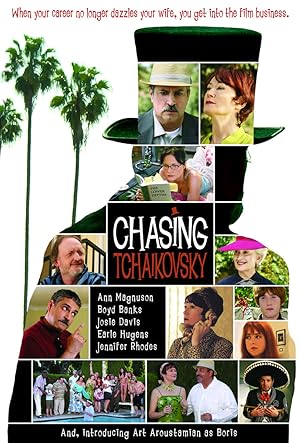 When your career no longer dazzles your wife, you get into the film business.
CHASING
TCHAIKOVSKY
Ann Magnuson
Boyd Banks
Josie Davis
Earle Hugens
Jennifer Rhodes
And, introducing Art Aroustamian as Boris